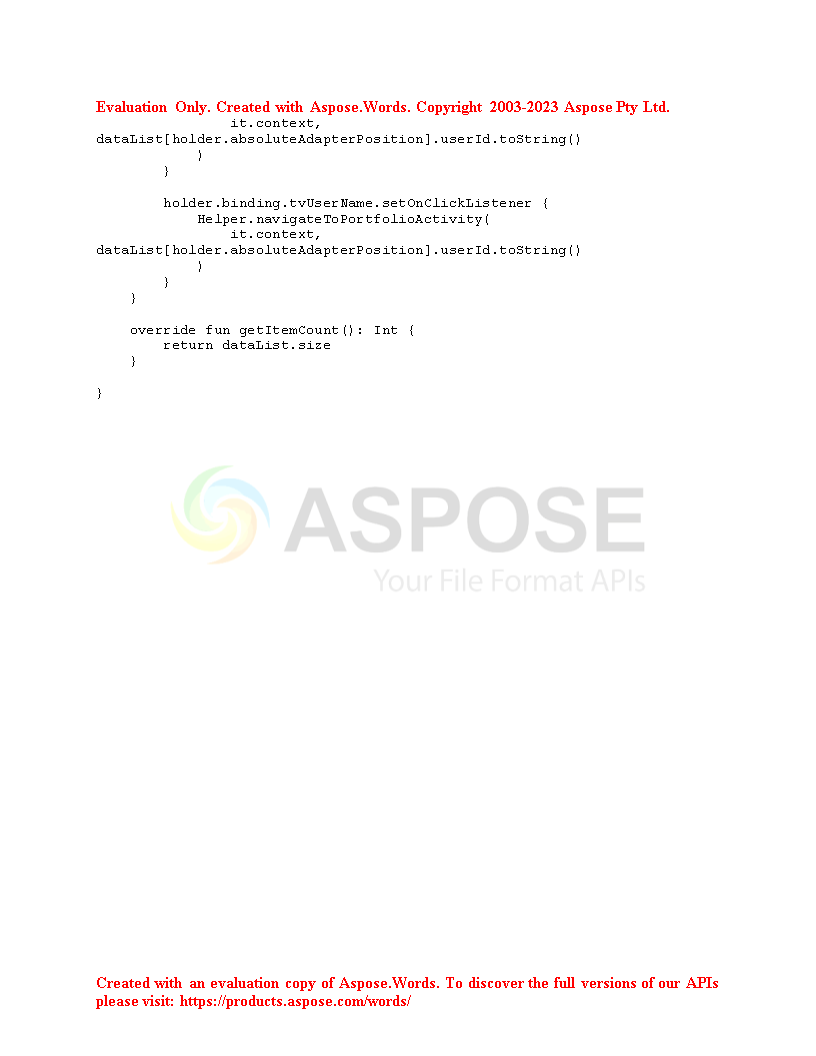 Evaluation Only. Created with Aspose.Words. Copyright 2003-2023 Aspose Pty Ltd.
                it.context,
dataList[holder.absoluteAdapterPosition].userId.toString()
            )
        }

        holder.binding.tvUserName.setOnClickListener {
            Helper.navigateToPortfolioActivity(
                it.context,
dataList[holder.absoluteAdapterPosition].userId.toString()
            )
        }
    }

    override fun getItemCount(): Int {
        return dataList.size
    }

}
ASPOSE
Your File Format APIs
Created with an evaluation copy of Aspose.Words. To discover the full versions of our APIs
please visit: https://products.aspose.com/words/